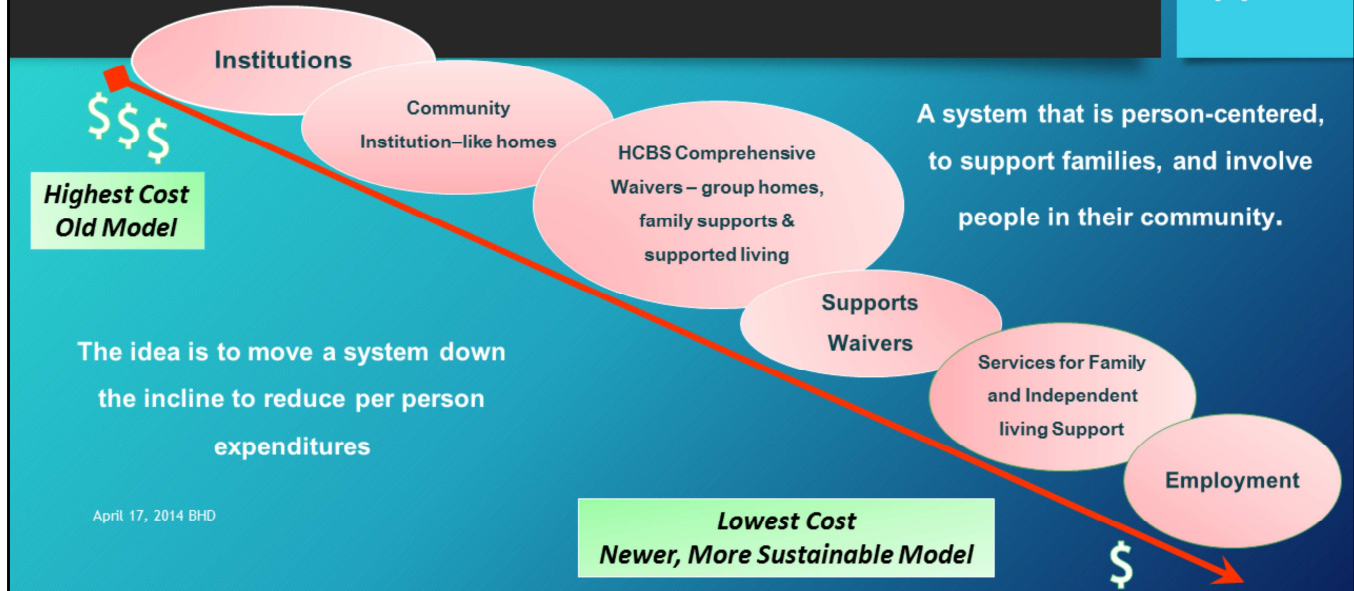 Institutions
$$$
Highest Cost
Old Model
Community
Institution–like homes
HCBS Comprehensive
Waivers – group homes,
family supports &
supported living
A system that is person-centered,
to support families, and involve
people in their community.
Supports
Waivers
The idea is to move a system down
the incline to reduce per person
expenditures
Services for Family
and Independent
living Support
Employment
April 17, 2014 BHD
Lowest Cost
Newer, More Sustainable Model
$